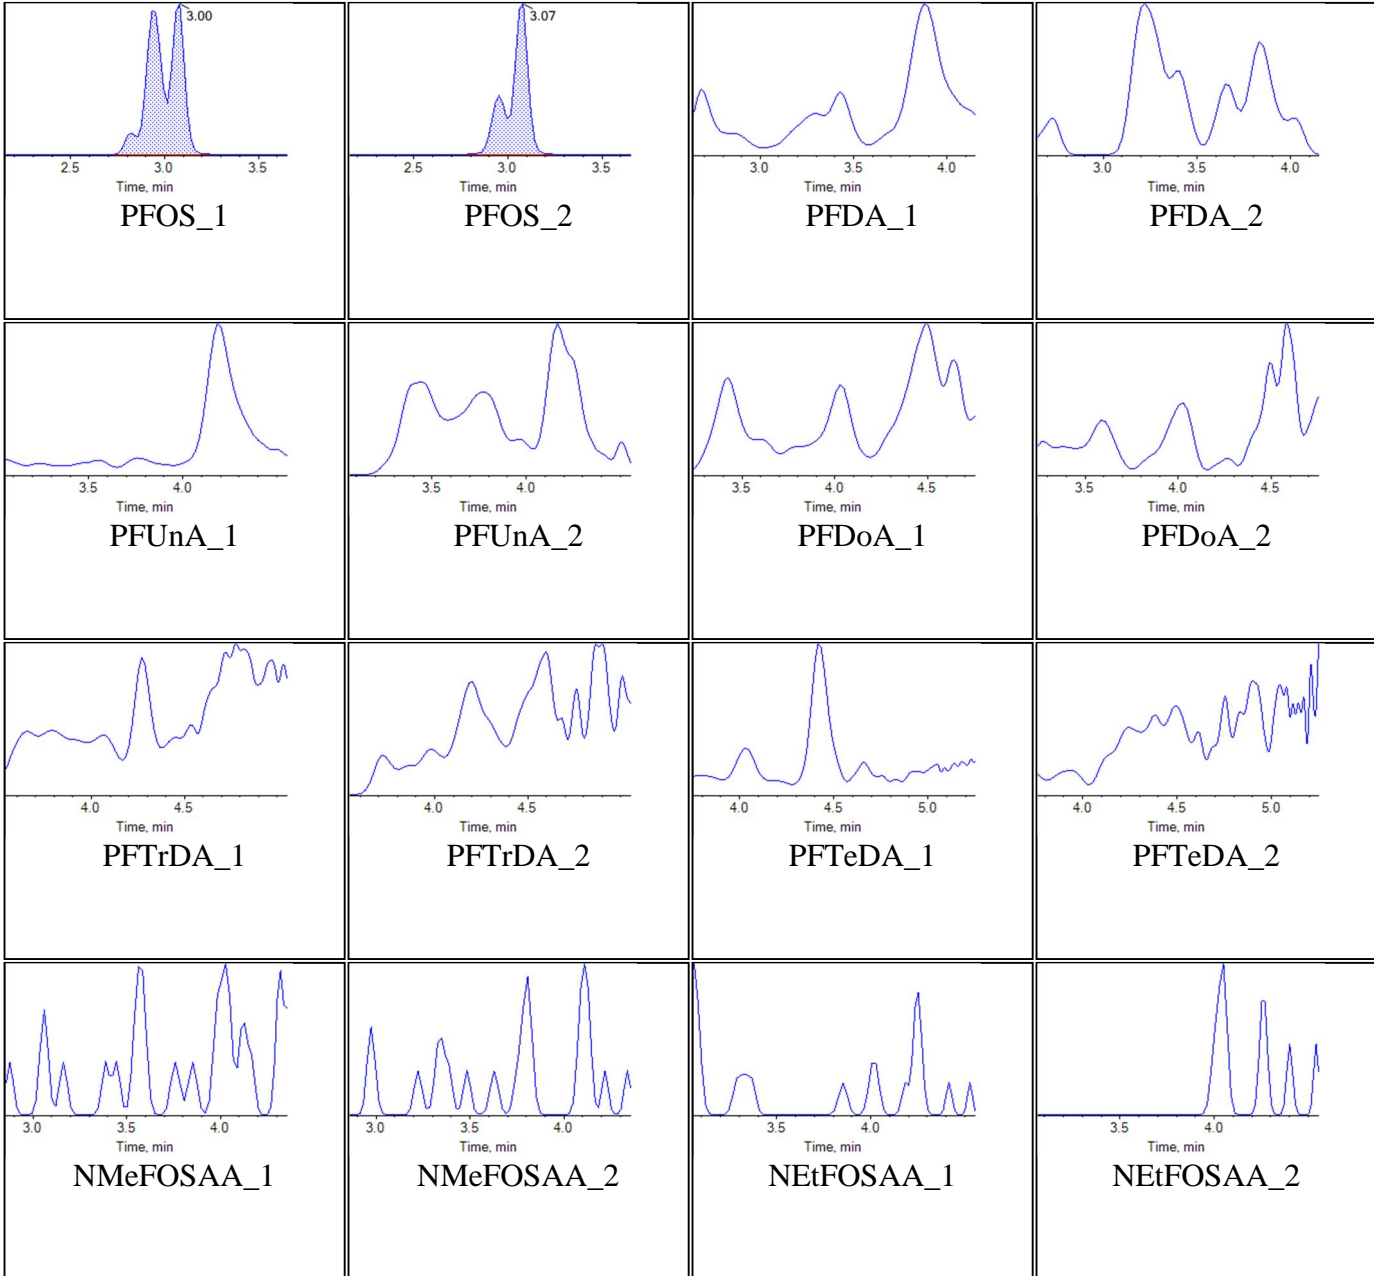 3.00
3.07
2.5 3.0 3.5
2.5 3.0 3.5
3.0 3.5 4.0
3.0 3.5 4.0
Time, min
Time, min
Time, min
Time, min
PFOS_1
PFOS_2
PFDA_1
PFDA_2
3.5 4.0
3.5 4.0
3.5 4.0 4.5
3.5 4.0 4.5
Time, min
Time, min
Time, min
Time, min
PFUnA_1
PFUnA_2
PFDoA_1
PFDoA_2
4.0 4.5
4.0 4.5
4.0 4.5 5.0
4.0 4.5 5.0
Time, min
Time, min
Time, min
Time, min
PFTrDA_1
PFTrDA_2
PFTeDA_1
PFTeDA_2
3.0 3.5 4.0
3.0 3.5 4.0
3.5 4.0
3.5 4.0
Time, min
Time, min
Time, min
Time, min
NMeFOSAA_1
NMeFOSAA_2
NEtFOSAA_1
NEtFOSAA_2